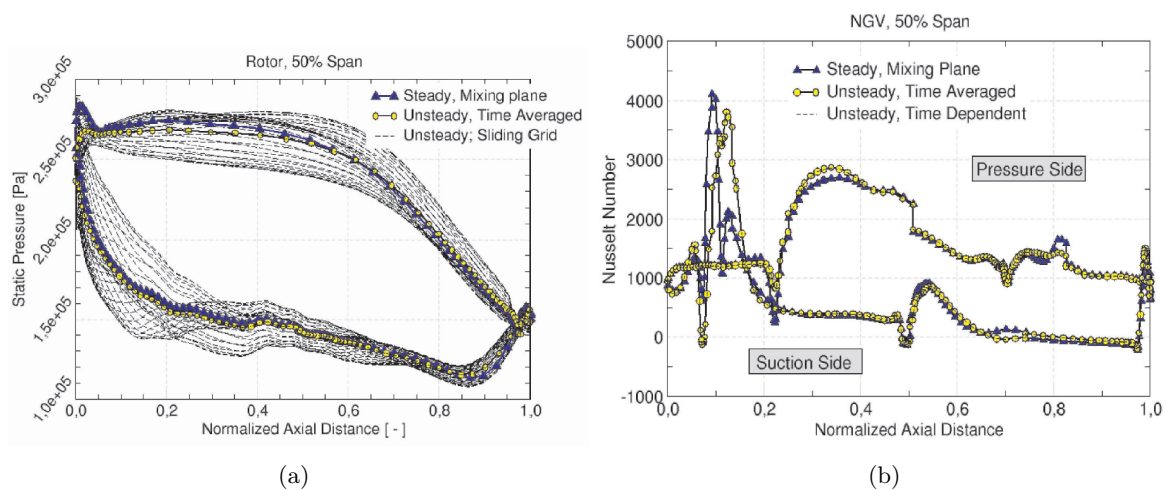 Rotor, 50% Span
3,0e+05
2,5e+05
2,0e+05
1,5e+05
1,0e+05
Static Pressure [Pa]
Steady, Mixing plane
Unsteady, Time Averaged
Unsteady; Sliding Grid
0,0 0,2 0,4 0,6 0,8 1,0
Normalized Axial Distance [ - ]
(a)
NGV, 50% Span
5000
4000
3000
2000
1000
0
-1000
Nusselt Number
Steady, Mixing Plane
Unsteady, Time Averaged
Unsteady, Time Dependent
Pressure Side
Suction Side
0,0 0,2 0,4 0,6 0,8 1,0
Normalized Axial Distance
(b)